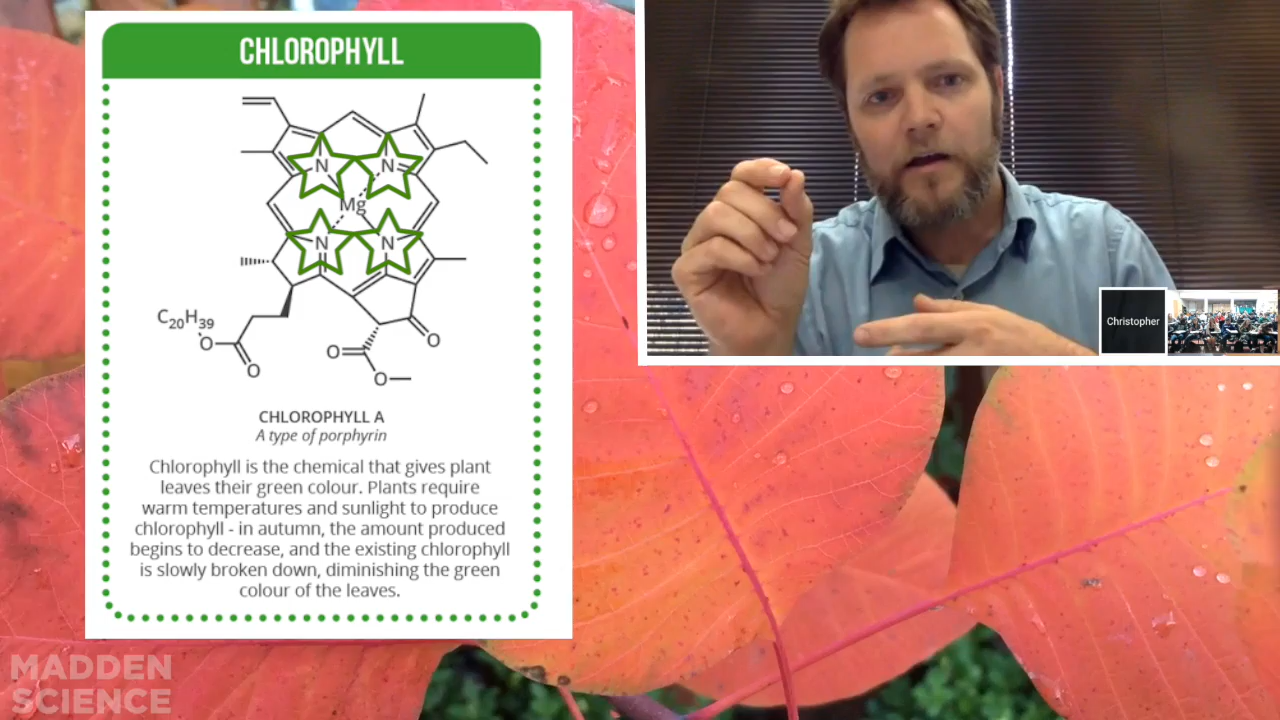 CHLOROPHYLL
N
N
Mg
N
N
C20H39
O
O
O
O
O
CHLOROPHYLL A
A type of porphyrin
Chlorophyll is the chemical that gives plant
leaves their green colour. Plants require
warm temperatures and sunlight to produce
chlorophyll - in autumn, the amount produced
begins to decrease, and the existing chlorophyll
is slowly broken down, diminishing the green
colour of the leaves.
Christopher
MADDEN
SCIENCE